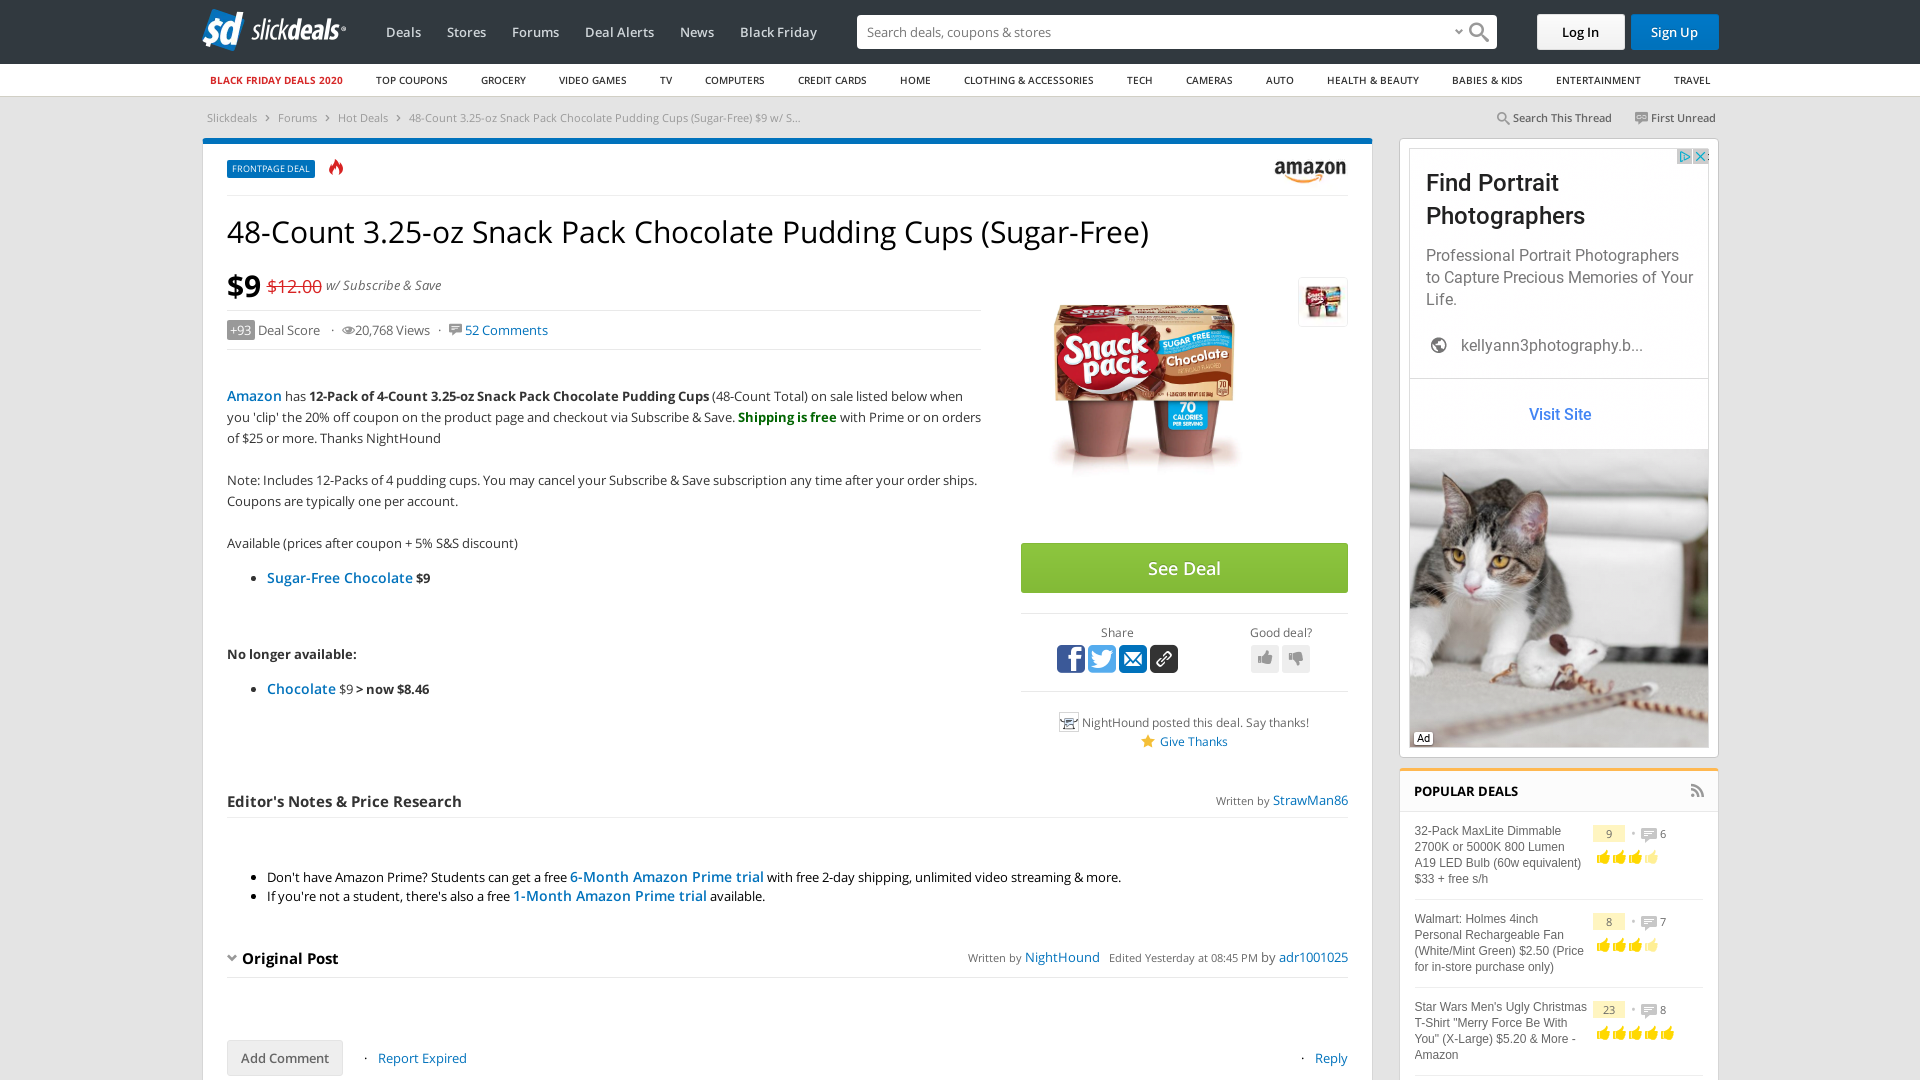 sd slickdeals
Deals
Stores
Forums
Deal Alerts
News
Black Friday
Search deals, coupons & shopping
Log In
Sign Up
BLACK FRIDAY DEALS 2020
TOP COUPONS
GROCERY
VIDEO GAMES
TV
COMPUTERS
CREDIT CARDS
HOME
CLOTHING & ACCESSORIES
TECH
CAMERAS
AUTO
HEALTH & BEAUTY
BABIES & KIDS
ENTERTAINMENT
TRAVEL
Slickdeals › Forums › Hot Deals › 48-Count 3.25-oz Snack Pack Chocolate Pudding Cups (Sugar-Free) $9 w/ S...
Search This Thread
First Unread
FRONTPAGE DEAL
amazon
48-Count 3.25-oz Snack Pack Chocolate Pudding Cups (Sugar-Free)
$9 $12.00 w/ Subscribe & Save
+93 Deal Score · 20,768 Views · 52 Comments
Amazon has 12-Pack of 4-Count 3.25-oz Snack Pack Chocolate Pudding Cups (48-Count Total) on sale listed below when
you 'clip' the 20% off coupon on the product page and checkout via Subscribe & Save. Shipping is free with Prime or on orders
of $25 or more. Thanks NightHound
Note: Includes 12-Packs of 4 pudding cups. You may cancel your Subscribe & Save subscription any time after your order ships.
Coupons are typically one per account.
Available (prices after coupon + 5% S&S discount)
• Sugar-Free Chocolate $9
No longer available:
• Chocolate $9 > now $8.46
Snack
pack
SUGAR FREE
Chocolate
70
CALORIES
PER SERVING
See Deal
Share
Good deal?
NightHound posted this deal. Say thanks!
Give Thanks
Editor's Notes & Price Research
Written by StrawMan86
• Don't have Amazon Prime? Students can get a free 6-Month Amazon Prime trial with free 2-day shipping, unlimited video streaming & more.
• If you're not a student, there's also a free 1-Month Amazon Prime trial available.
Original Post
Written by NightHound Edited Yesterday at 08:45 PM by adr1001025
Add Comment
· Report Expired
· Reply
Find Portrait
Photographers
Professional Portrait Photographers
to Capture Precious Memories of Your
Life.
kellyann3photography.b...
Visit Site
Ad
POPULAR DEALS
32-Pack MaxLite Dimmable
2700K or 5000K 800 Lumen
A19 LED Bulb (60w equivalent)
$33 + free s/h
9 • 6
Walmart: Holmes 4inch
Personal Rechargeable Fan
(White/Mint Green) $2.50 (Price
for in-store purchase only)
8 • 7
Star Wars Men's Ugly Christmas
T-Shirt "Merry Force Be With
You" (X-Large) $5.20 & More -
Amazon
23 • 8